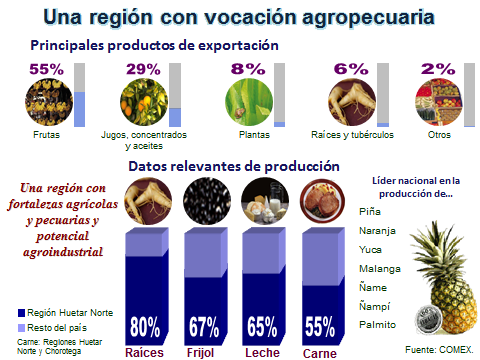 Una región con vocación agropecuaria
Principales productos de exportación
55%
29%
8%
6%
2%
Frutas
Jugos, concentrados
y aceites
Plantas
Raíces y tubérculos
Otros
Datos relevantes de producción
Una región con
fortalezas agrícolas
y pecuarias y
potencial
agroindustrial
Región Huetar Norte
Resto del país
Carne: Regiones Huetar
Norte y Chorotega
80%
67%
65%
55%
Raíces
Frijol
Leche
Carne
Líder nacional en la
producción de...
Piña
Naranja
Yuca
Malanga
Ñame
Ñampí
Palmito
Fuente: COMEX.